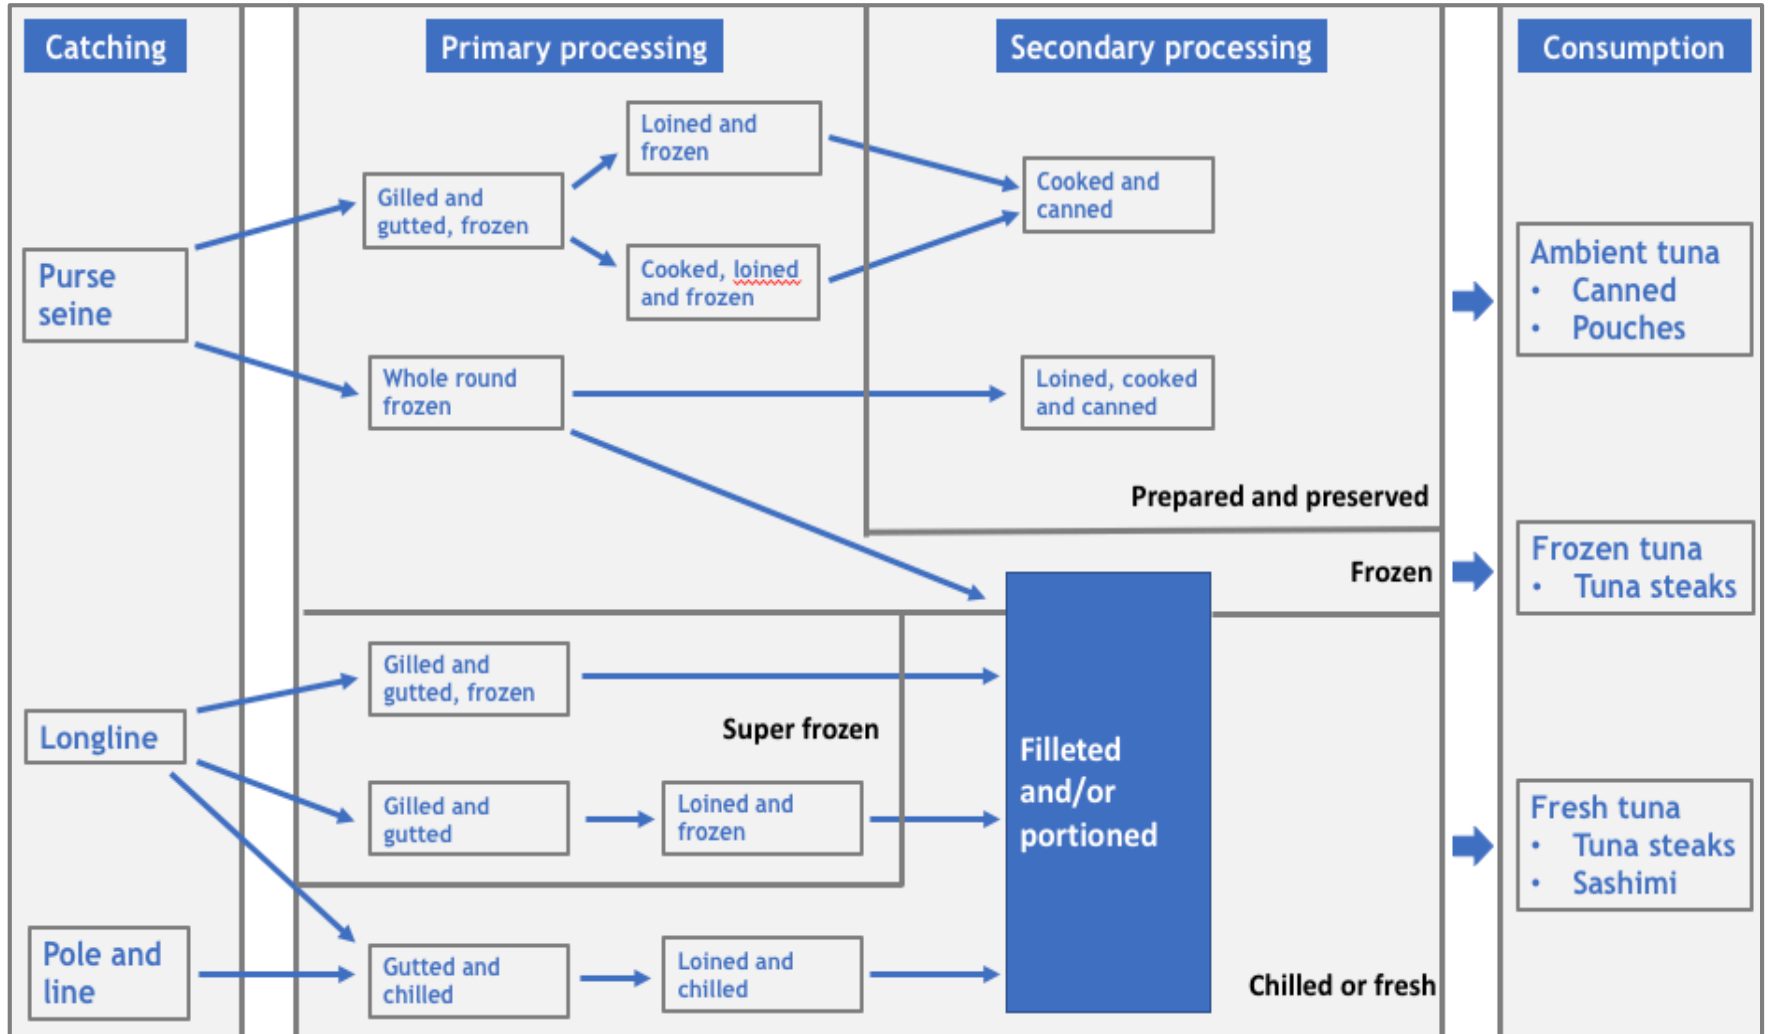 Catching
Primary processing
Secondary processing
Consumption
Purse
seine
Gilled and
gutted, frozen
Loined and
frozen
Cooked, loined
and frozen
Cooked and
canned
Whole round
frozen
Loined, cooked
and canned
Prepared and preserved
Ambient tuna
• Canned
• Pouches
Frozen
Frozen tuna
• Tuna steaks
Longline
Gilled and
gutted, frozen
Super frozen
Gilled and
gutted
Loined and
frozen
Filleted
and/or
portioned
Fresh tuna
• Tuna steaks
• Sashimi
Pole and
line
Gutted and
chilled
Loined and
chilled
Chilled or fresh